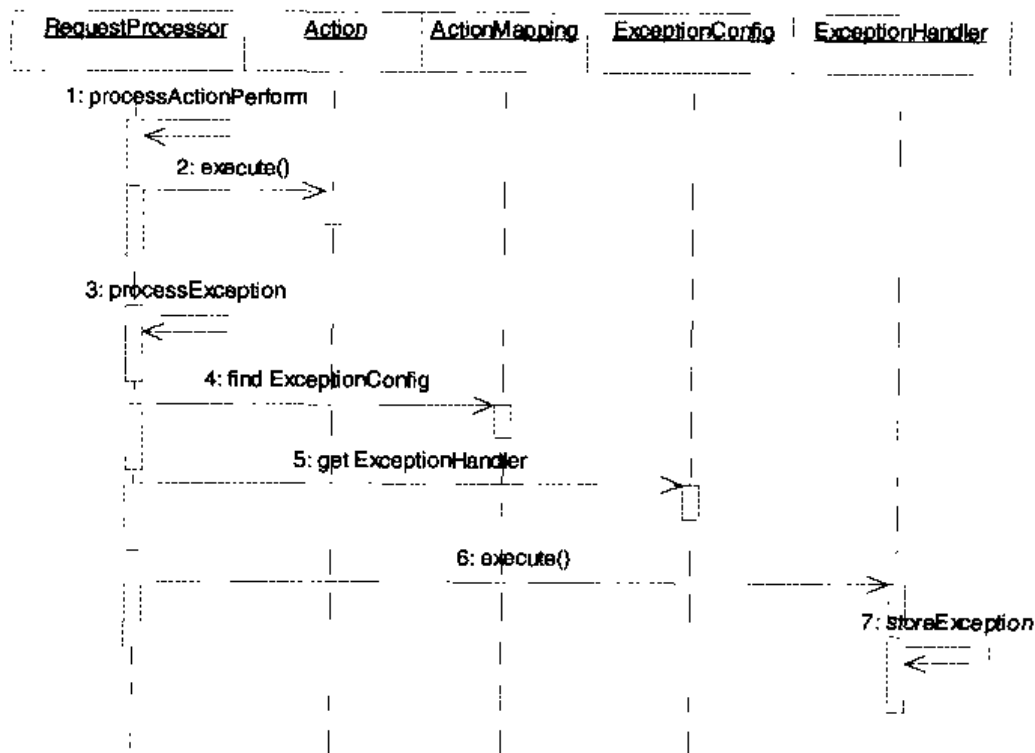 RequestProcessor Action ActionMapping ExceptionConfig ExceptionHandler
1: processActionPerform
2: execute()
3: processException
4: find ExceptionConfig
5: get ExceptionHandler
6: execute()
7: storeException